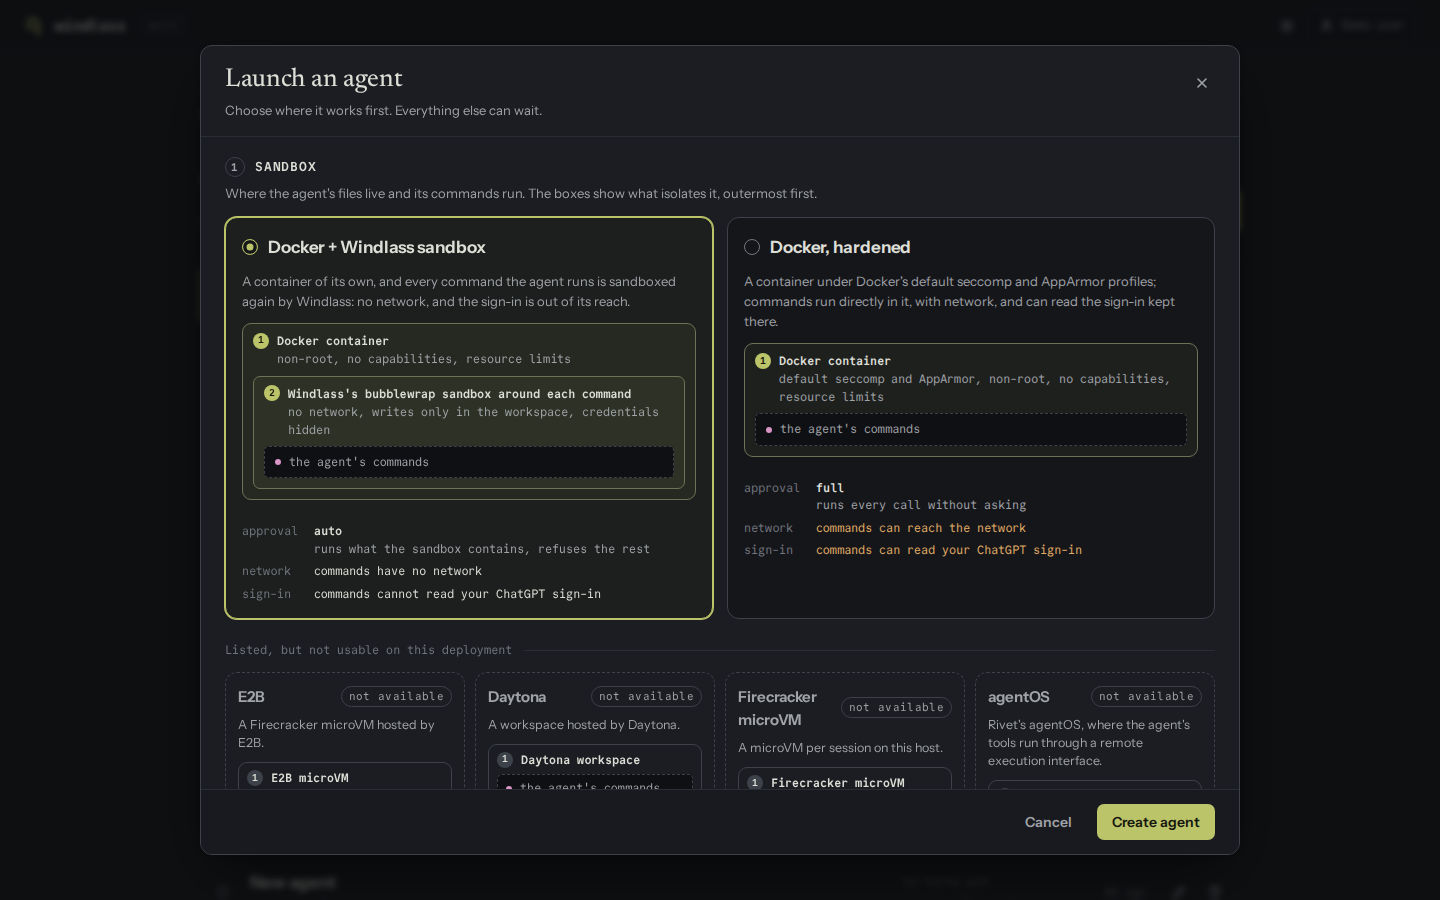 windlass
Launch an agent
Choose where it works first. Everything else can wait.
1 SANDBOX
Where the agent's files live and its commands run. The boxes show what isolates it, outermost first.
Docker + Windlass sandbox
A container of its own, and every command the agent runs is sandboxed
again by Windlass: no network, and the sign-in is out of its reach.
1 Docker container
non-root, no capabilities, resource limits
2 Windlass's bubblewrap sandbox around each command
no network, writes only in the workspace, credentials
hidden
the agent's commands
approval auto
runs what the sandbox contains, refuses the rest
network commands have no network
sign-in commands cannot read your ChatGPT sign-in
Docker, hardened
A container under Docker's default seccomp and AppArmor profiles;
commands run directly in it, with network, and can read the sign-in kept
there.
1 Docker container
default seccomp and AppArmor, non-root, no capabilities,
resource limits
the agent's commands
approval full
runs every call without asking
network commands can reach the network
sign-in commands can read your ChatGPT sign-in
Listed, but not usable on this deployment
E2B not available
A Firecracker microVM hosted by
E2B.
1 E2B microVM
Daytona not available
A workspace hosted by Daytona.
1 Daytona workspace
the agent's commands
Firecracker
microVM
not available
A microVM per session on this host.
1 Firecracker microVM
agentOS not available
Rivet's agentOS, where the agent's
tools run through a remote
execution interface.
Cancel
Create agent
New agent